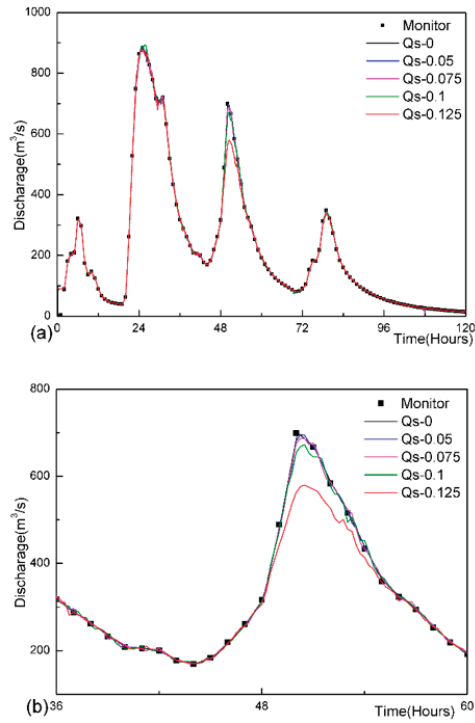 1000
800
600
400
200
0
Discharage(m³/s)
Monitor
Qs-0
Qs-0.05
Qs-0.075
Qs-0.1
Qs-0.125
0 24 48 72 96 120
(a)
Time(Hours)
800
600
400
200
Discharage(m³/s)
Monitor
Qs-0
Qs-0.05
Qs-0.075
Qs-0.1
Qs-0.125
36 48 60
(b)
Time(Hours)